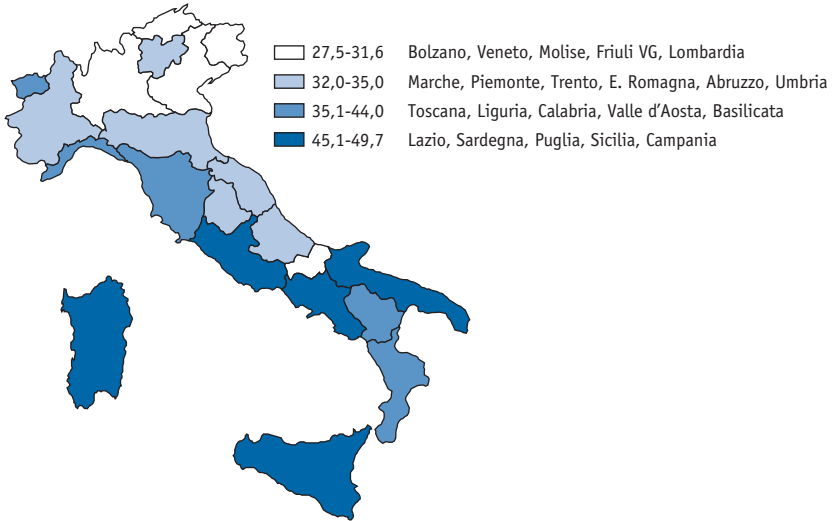 27,5-31,6 Bolzano, Veneto, Molise, Friuli VG, Lombardia
32,0-35,0 Marche, Piemonte, Trento, E. Romagna, Abruzzo, Umbria
35,1-44,0 Toscana, Liguria, Calabria, Valle d'Aosta, Basilicata
45,1-49,7 Lazio, Sardegna, Puglia, Sicilia, Campania